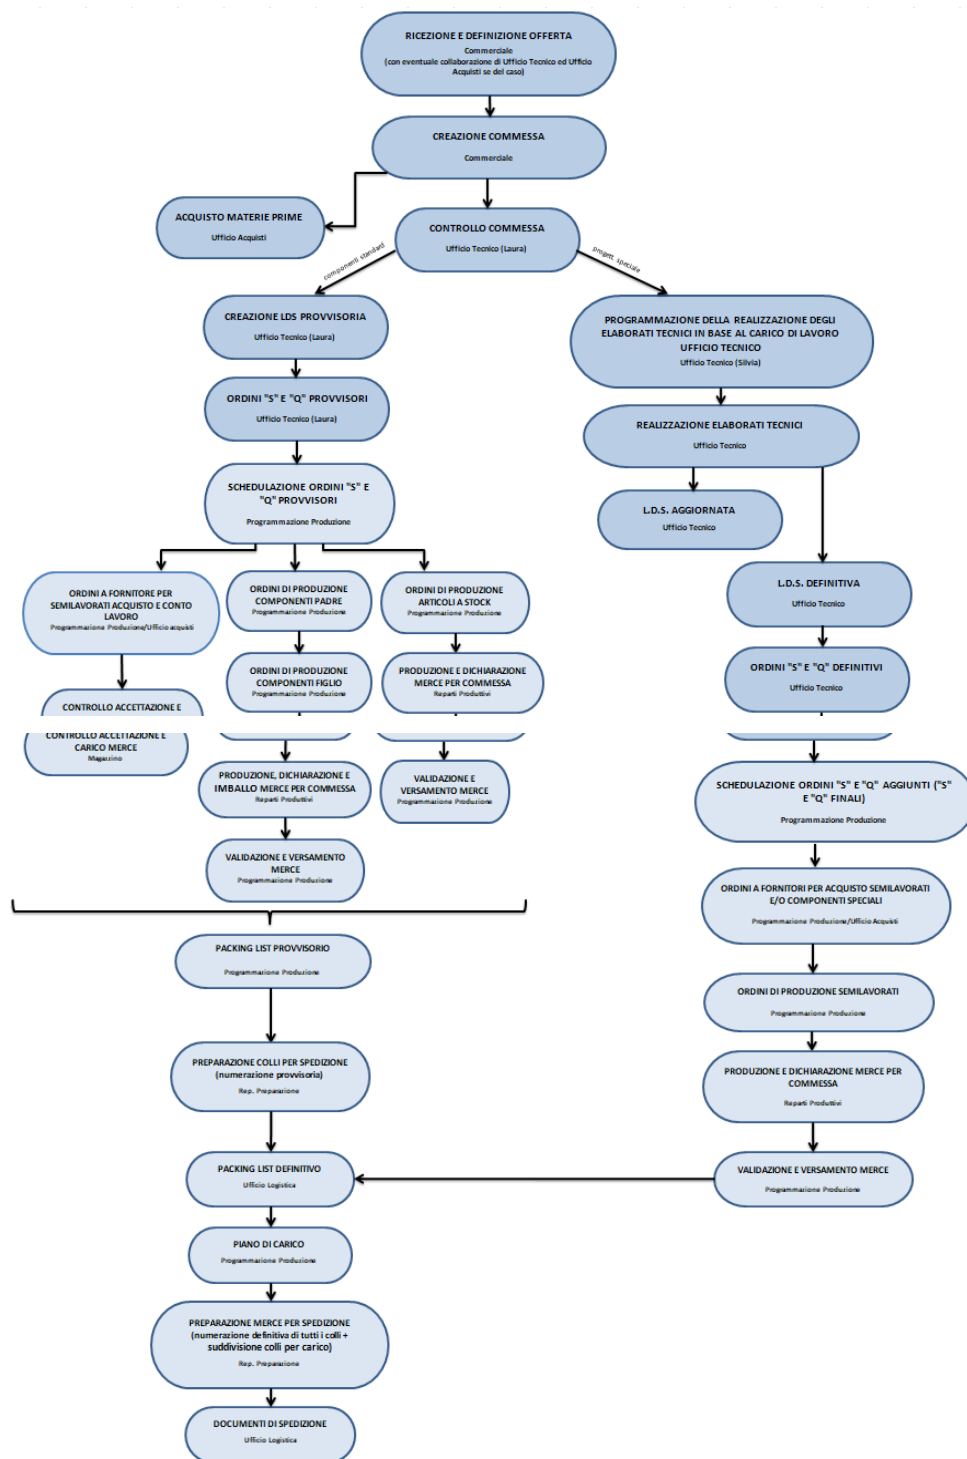 RICEZIONE E DEFINIZIONE OFFERTA
Commerciale
(con eventuale collaborazione di Ufficio Tecnico ed Ufficio
Acquisti se del caso)
CREAZIONE COMMESSA
Commerciale
ACQUISTO MATERIE PRIME
Ufficio Acquisti
CONTROLLO COMMESSA
Ufficio Tecnico (Laura)
componenti standard
progett. speciale
CREAZIONE LDS PROVVISORIA
Ufficio Tecnico (Laura)
PROGRAMMAZIONE DELLA REALIZZAZIONE DEGLI
ELABORATI TECNICI IN BASE AL CARICO DI LAVORO
UFFICIO TECNICO
Ufficio Tecnico (Silvia)
ORDINI "S" E "Q" PROVVISORI
Ufficio Tecnico (Laura)
REALIZZAZIONE ELABORATI TECNICI
Ufficio Tecnico
SCHEDULAZIONE ORDINI "S" E
"Q" PROVVISORI
Programmazione Produzione
L.D.S. AGGIORNATA
Ufficio Tecnico
ORDINI A FORNITORE PER
SEMILAVORATI ACQUISTO E CONTO
LAVORO
Programmazione Produzione/Ufficio acquisti
ORDINI DI PRODUZIONE
COMPONENTI PADRE
Programmazione Produzione
ORDINI DI PRODUZIONE
ARTICOLI A STOCK
Programmazione Produzione
L.D.S. DEFINITIVA
Ufficio Tecnico
ORDINI DI PRODUZIONE
COMPONENTI FIGLIO
Programmazione Produzione
PRODUZIONE E DICHIARAZIONE
MERCE PER COMMESSA
Reparti Produttivi
ORDINI "S" E "Q" DEFINITIVI
Ufficio Tecnico
CONTROLLO ACCETTAZIONE E
CONTROLLO ACCETTAZIONE E
CARICO MERCE
Magazzino
PRODUZIONE, DICHIARAZIONE E
IMBALLO MERCE PER COMMESSA
Reparti Produttivi
VALIDAZIONE E
VERSAMENTO MERCE
Programmazione Produzione
SCHEDULAZIONE ORDINI "S" E "Q" AGGIUNTI ("S"
E "Q" FINALI)
Programmazione Produzione
VALIDAZIONE E VERSAMENTO
MERCE
Programmazione Produzione
ORDINI A FORNITORI PER ACQUISTO SEMILAVORATI
E/O COMPONENTI SPECIALI
Programmazione Produzione/Ufficio Acquisti
PACKING LIST PROVVISORIO
Programmazione Produzione
ORDINI DI PRODUZIONE SEMILAVORATI
Programmazione Produzione
PREPARAZIONE COLLI PER SPEDIZIONE
(numerazione provvisoria)
Rep. Preparazione
PRODUZIONE E DICHIARAZIONE MERCE PER
COMMESSA
Reparti Produttivi
PACKING LIST DEFINITIVO
Ufficio Logistica
VALIDAZIONE E VERSAMENTO MERCE
Programmazione Produzione
PIANO DI CARICO
Programmazione Produzione
PREPARAZIONE MERCE PER SPEDIZIONE
(numerazione definitiva di tutti i colli +
suddivisione colli per carico)
Rep. Preparazione
DOCUMENTI DI SPEDIZIONE
Ufficio Logistica